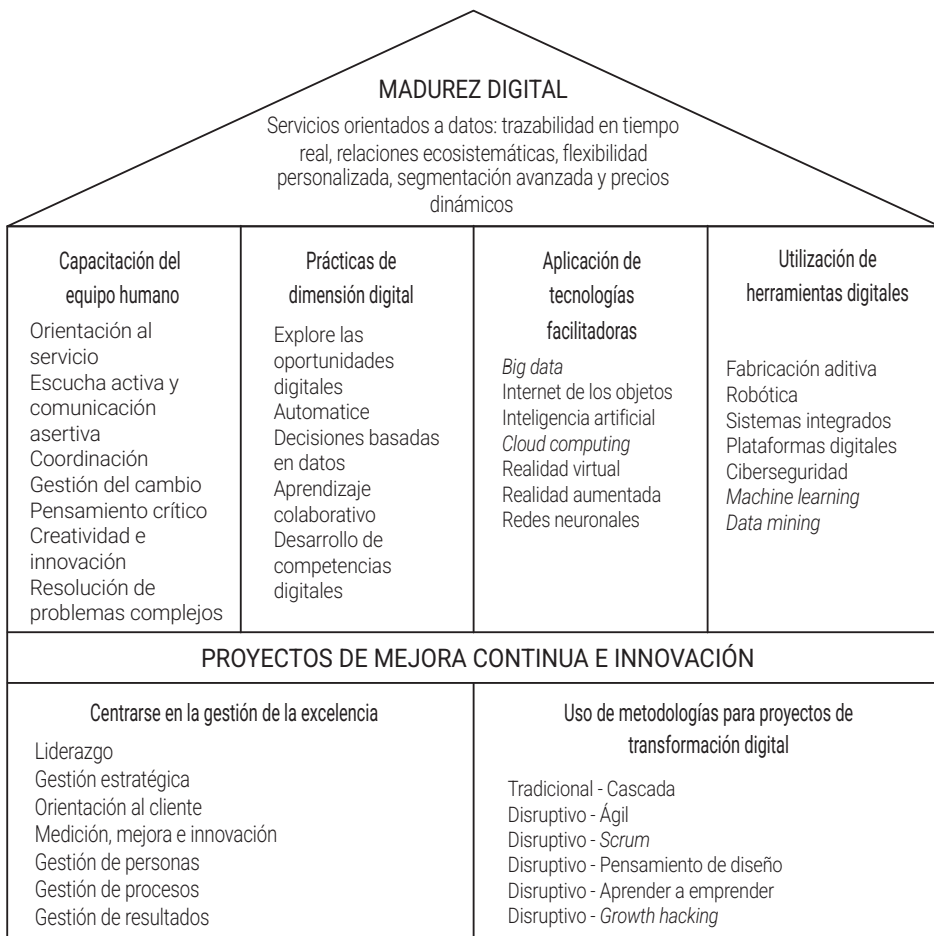 MADUREZ DIGITAL
Servicios orientados a datos: trazabilidad en tiempo
real, relaciones ecosistemáticas, flexibilidad
personalizada, segmentación avanzada y precios
dinámicos
Capacitación del
equipo humano
Orientación al
servicio
Escucha activa y
comunicación
asertiva
Coordinación
Gestión del cambio
Pensamiento crítico
Creatividad e
innovación
Resolución de
problemas complejos
Prácticas de
dimensión digital
Explore las
oportunidades
digitales
Automatice
Decisiones basadas
en datos
Aprendizaje
colaborativo
Desarrollo de
competencias
digitales
Aplicación de
tecnologías
facilitadoras
Big data
Internet de los objetos
Inteligencia artificial
Cloud computing
Realidad virtual
Realidad aumentada
Redes neuronales
Utilización de
herramientas digitales
Fabricación aditiva
Robótica
Sistemas integrados
Plataformas digitales
Ciberseguridad
Machine learning
Data mining
PROYECTOS DE MEJORA CONTINUA E INNOVACIÓN
Centrarse en la gestión de la excelencia
Liderazgo
Gestión estratégica
Orientación al cliente
Medición, mejora e innovación
Gestión de personas
Gestión de procesos
Gestión de resultados
Uso de metodologías para proyectos de
transformación digital
Tradicional - Cascada
Disruptivo - Ágil
Disruptivo - Scrum
Disruptivo - Pensamiento de diseño
Disruptivo - Aprender a emprender
Disruptivo - Growth hacking